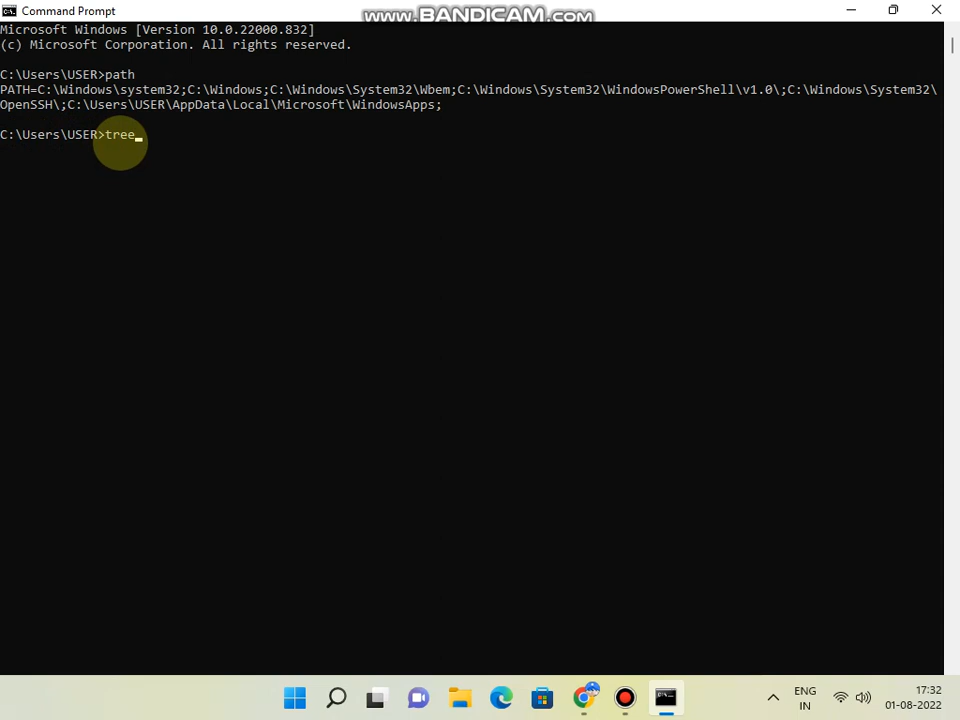 Command Prompt
www.BANDICAM.com
Microsoft Windows [Version 10.0.22000.832]
(c) Microsoft Corporation. All rights reserved.
C:\Users\USER>path
PATH=C:\Windows\system32;C:\Windows;C:\Windows\System32\Wbem;C:\Windows\System32\WindowsPowerShell\v1.0\;C:\Windows\System32\
OpenSSH\;C:\Users\USER\AppData\Local\Microsoft\WindowsApps;
C:\Users\USER>tree_
ENG
IN
17:32
01-08-2022